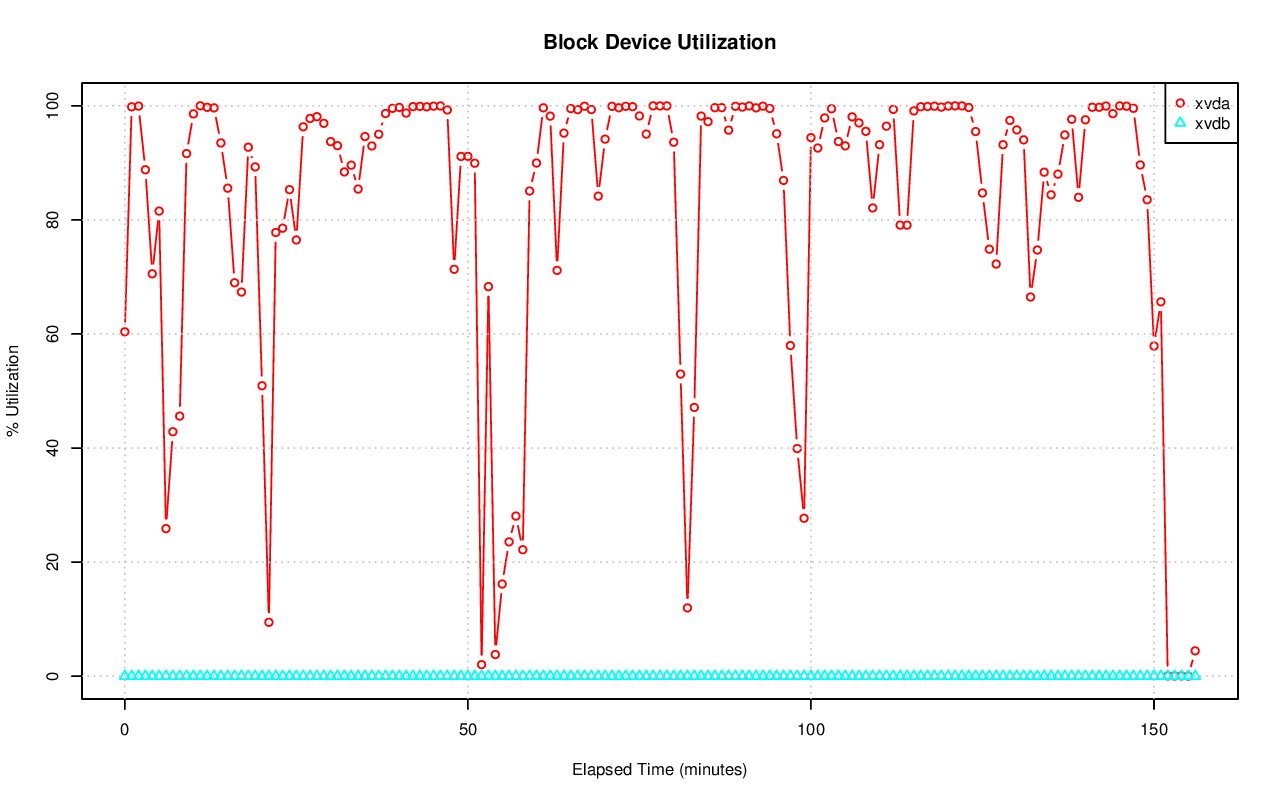 Block Device Utilization
xvda
xvdb
% Utilization
100
80
60
40
20
0
0 50 100 150
Elapsed Time (minutes)